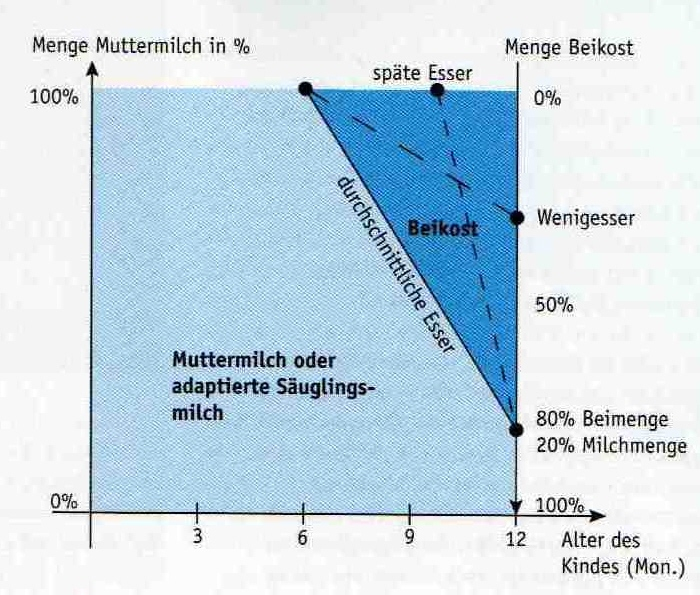 Menge Muttermilch in %
Menge Beikost
späte Esser
100%
0%
durchschnittliche Esser
Beikost
Wenigesser
50%
Muttermilch oder
adaptierte Säuglings-
milch
80% Beimenge
20% Milchmenge
0%
100%
3
6
9
12
Alter des
Kindes (Mon.)